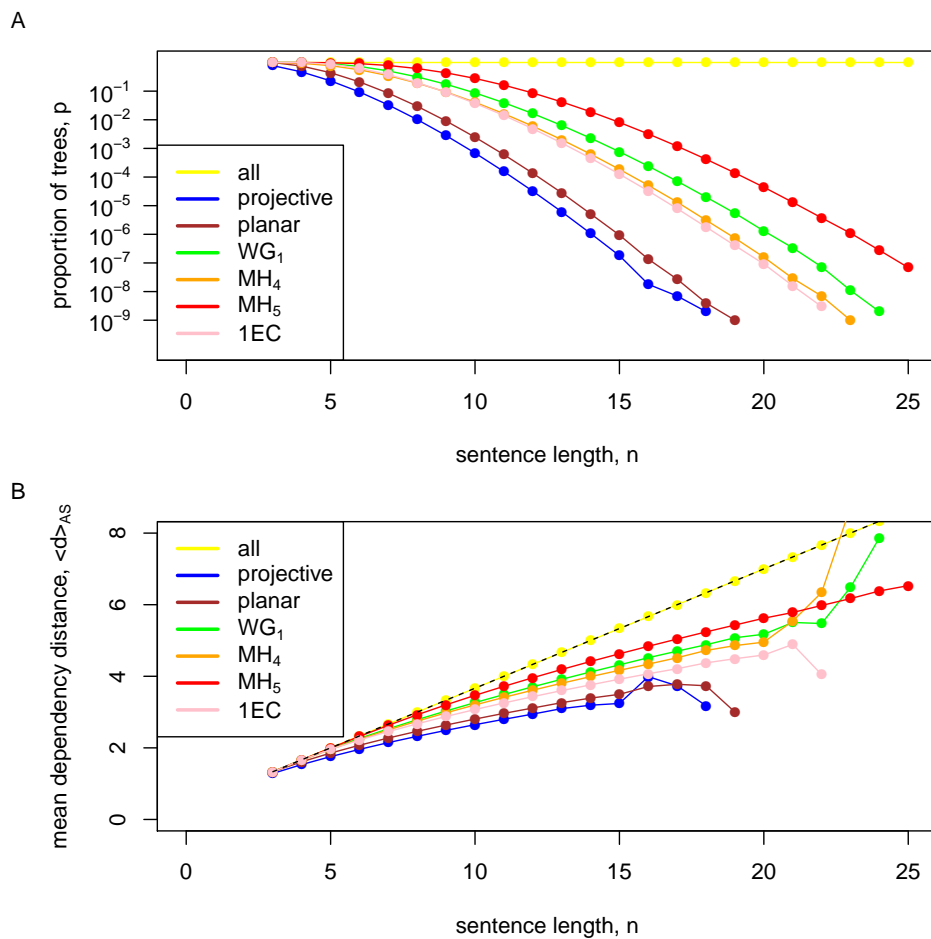 A
proportion of trees, p
10⁻¹
10⁻²
10⁻³
10⁻⁴
10⁻⁵
10⁻⁶
10⁻⁷
10⁻⁸
10⁻⁹
all
projective
planar
WG₁
MH₄
MH₅
1EC
0 5 10 15 20 25
sentence length, n
B
mean dependency distance, <d>AS
8
6
4
2
0
all
projective
planar
WG₁
MH₄
MH₅
1EC
0 5 10 15 20 25
sentence length, n